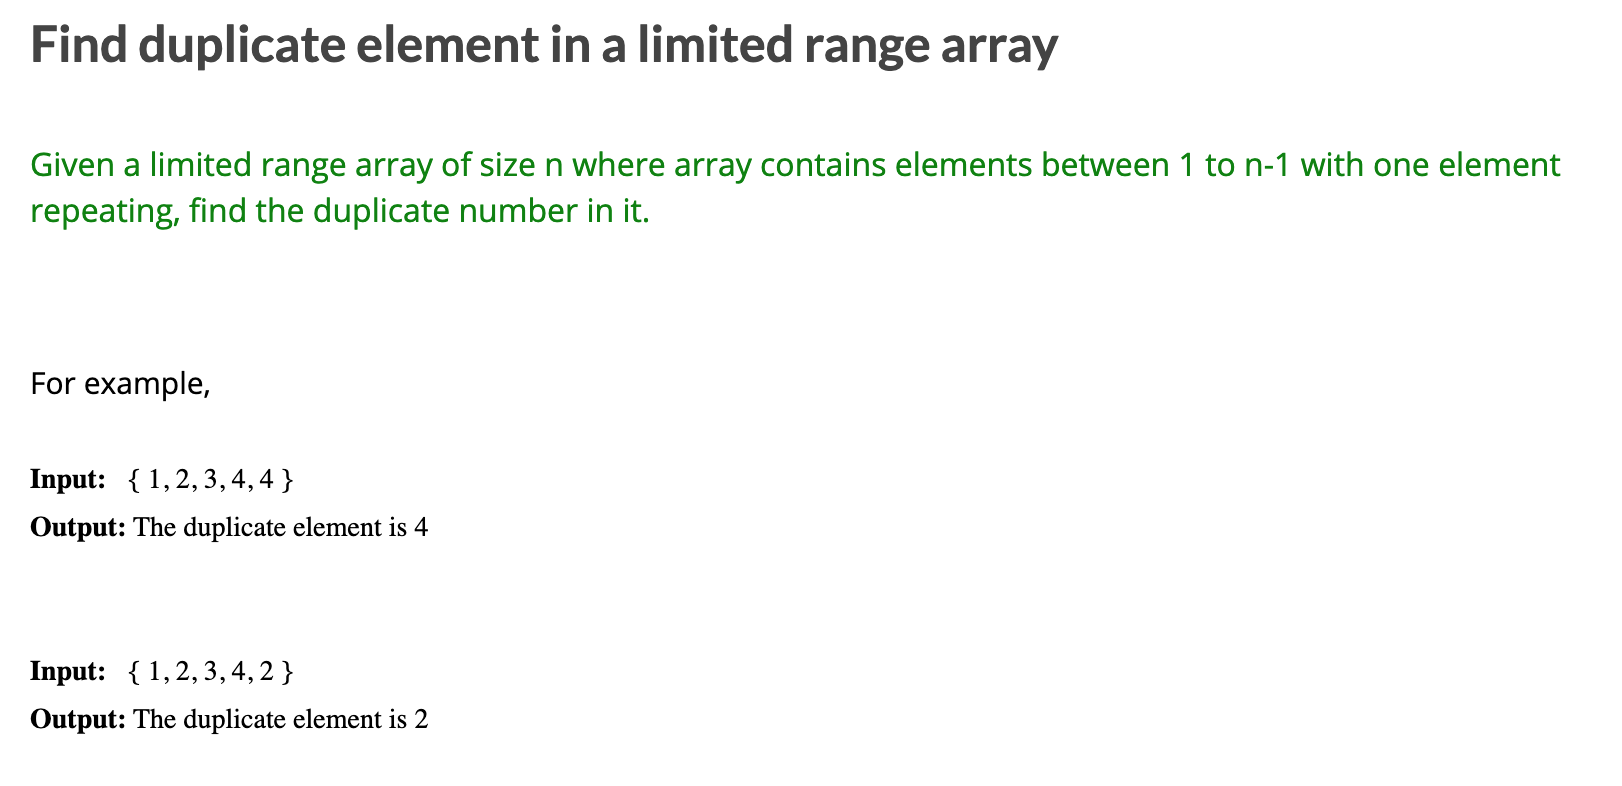 Find duplicate element in a limited range array
Given a limited range array of size n where array contains elements between 1 to n-1 with one element
repeating, find the duplicate number in it.
For example,
Input: { 1, 2, 3, 4, 4 }
Output: The duplicate element is 4
Input: { 1, 2, 3, 4, 2 }
Output: The duplicate element is 2